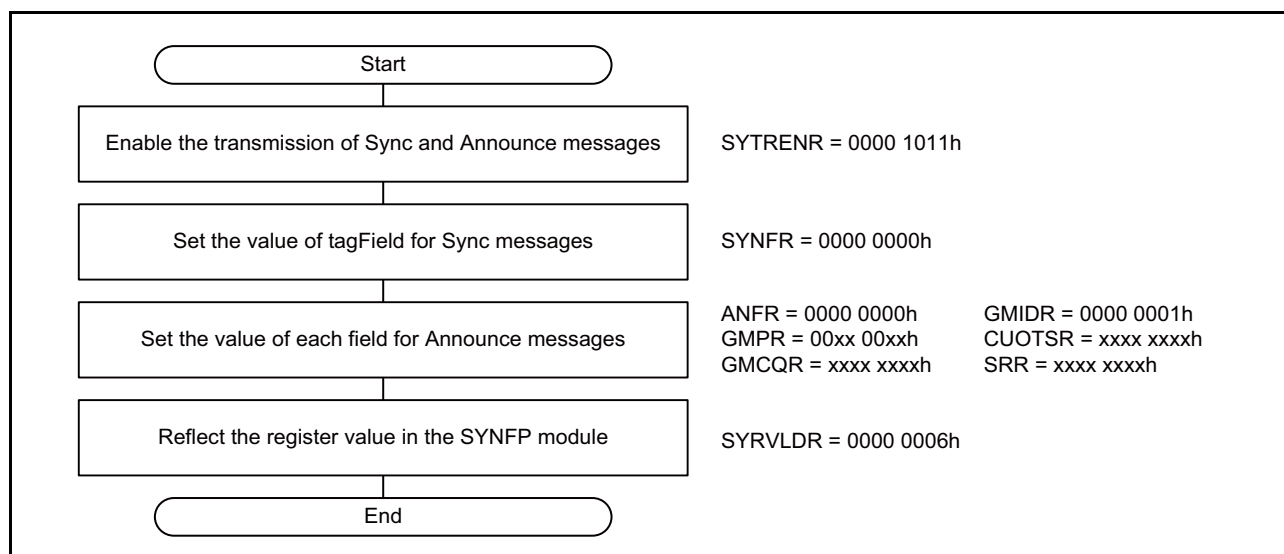 Start
Enable the transmission of Sync and Announce messages
SYTRENR = 0000 1011h
Set the value of tagField for Sync messages
SYNFR = 0000 0000h
Set the value of each field for Announce messages
ANFR = 0000 0000h GMIDR = 0000 0001h
GMPR = 00xx 00xxh CUOTSR = xxxx xxxxh
GMCQR = xxxx xxxxh SRR = xxxx xxxxh
Reflect the register value in the SYNFP module
SYRVLDR = 0000 0006h
End